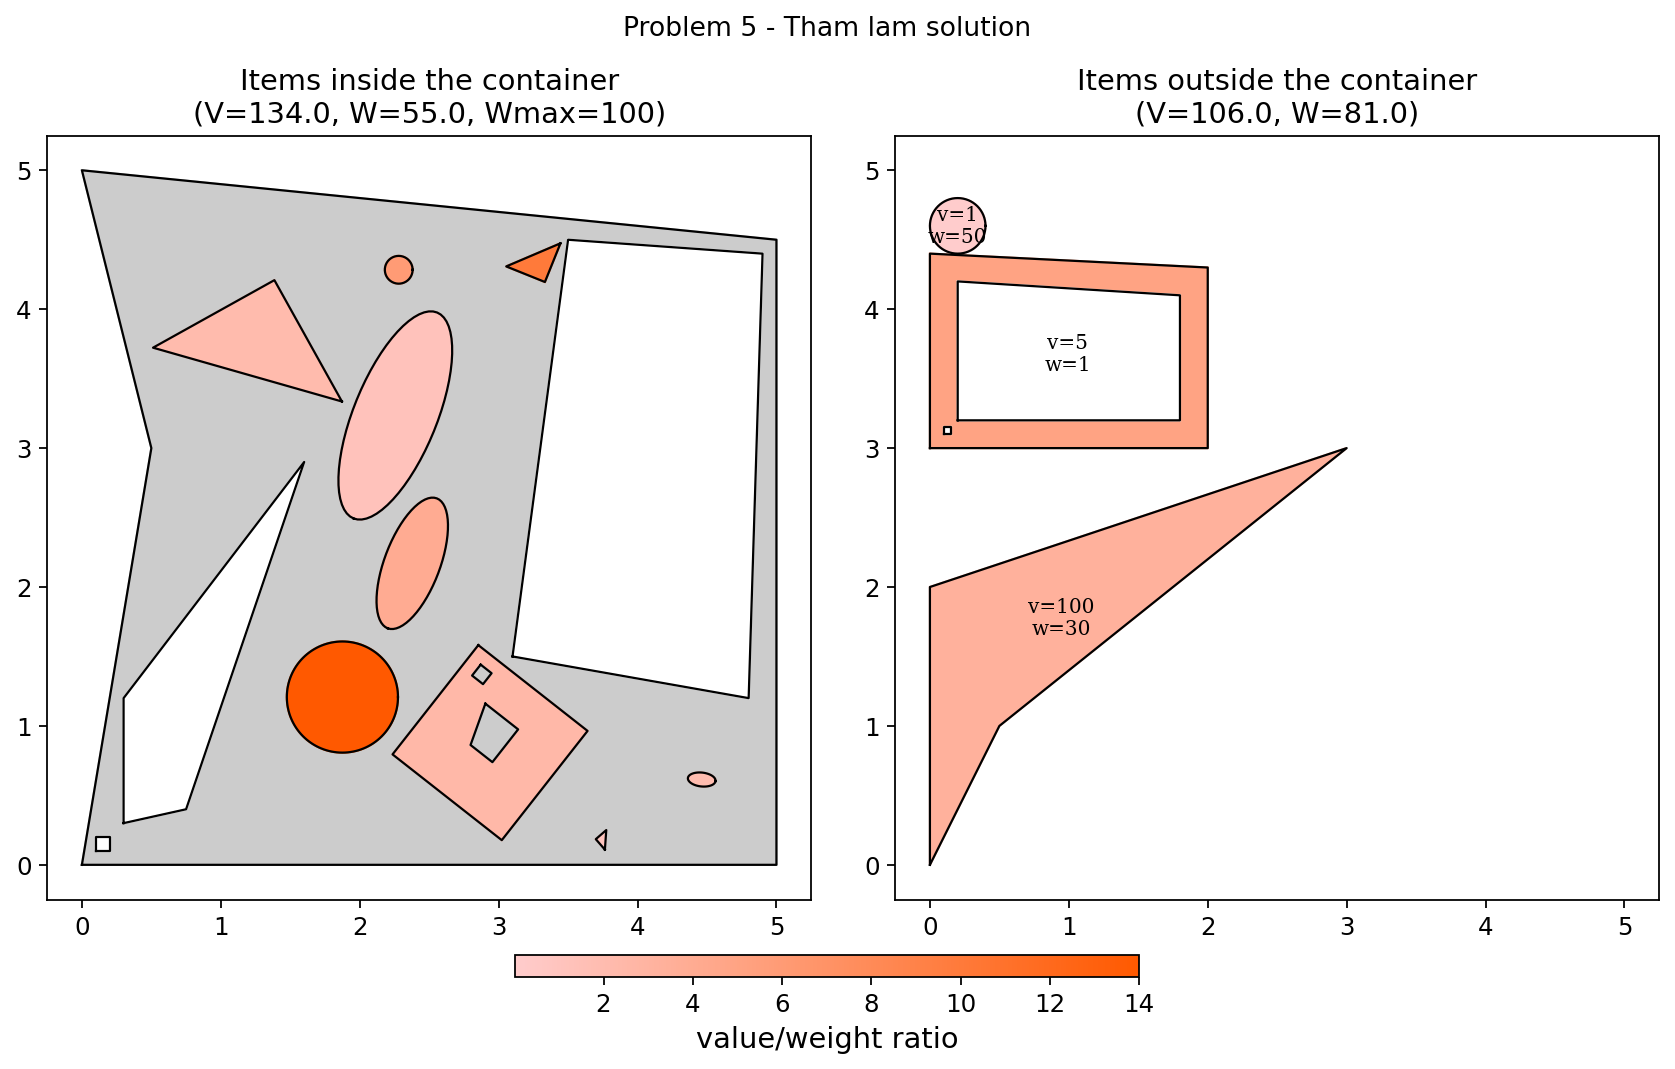 Problem 5 - Tham lam solution
Items inside the container
(V=134.0, W=55.0, Wmax=100)
5
4
3
2
1
0
0 1 2 3 4 5
Items outside the container
(V=106.0, W=81.0)
5
4
3
2
1
0
v=1
w=50
v=5
w=1
v=100
w=30
0 1 2 3 4 5
2 4 6 8 10 12 14
value/weight ratio